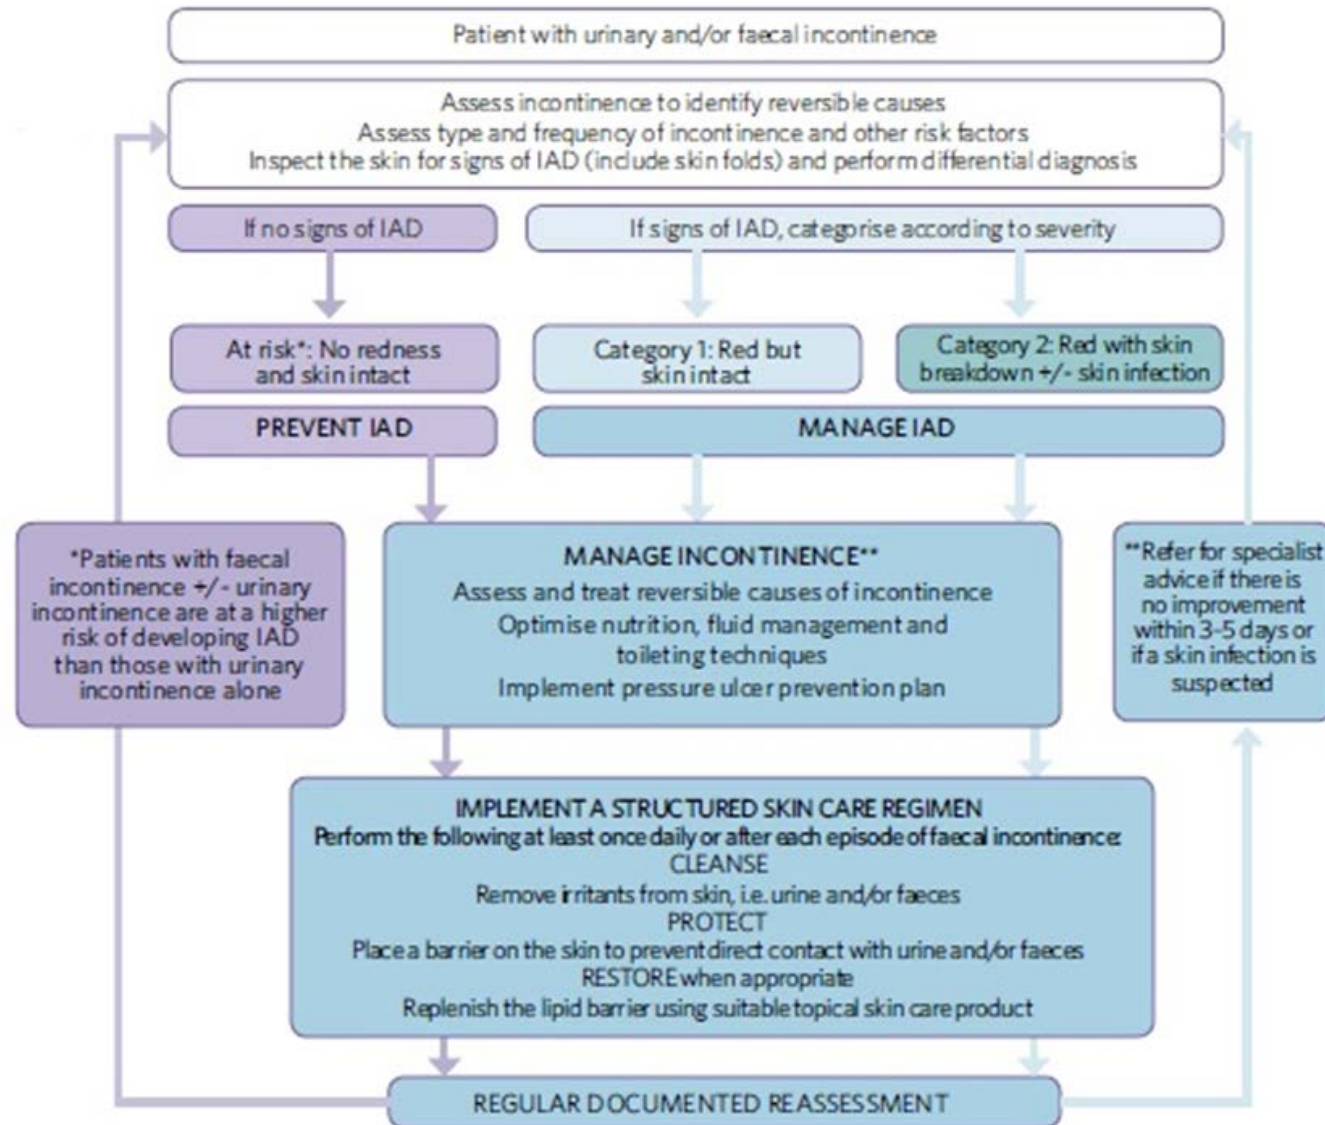 Patient with urinary and/or faecal incontinence
Assess incontinence to identify reversible causes
Assess type and frequency of incontinence and other risk factors
Inspect the skin for signs of IAD (include skin folds) and perform differential diagnosis
If no signs of IAD
If signs of IAD, categorise according to severity
At risk*: No redness
and skin intact
Category 1: Red but
skin intact
Category 2: Red with skin
breakdown +/- skin infection
PREVENT IAD
MANAGE IAD
*Patients with faecal
incontinence +/- urinary
incontinence are at a higher
risk of developing IAD
than those with urinary
incontinence alone
MANAGE INCONTINENCE**
Assess and treat reversible causes of incontinence
Optimise nutrition, fluid management and
toileting techniques
Implement pressure ulcer prevention plan
**Refer for specialist
advice if there is
no improvement
within 3-5 days or
if a skin infection is
suspected
IMPLEMENT A STRUCTURED SKIN CARE REGIMEN
Perform the following at least once daily or after each episode of faecal incontinence:
CLEANSE
Remove irritants from skin, i.e. urine and/or faeces
PROTECT
Place a barrier on the skin to prevent direct contact with urine and/or faeces
RESTORE when appropriate
Replenish the lipid barrier using suitable topical skin care product
REGULAR DOCUMENTED REASSESSMENT